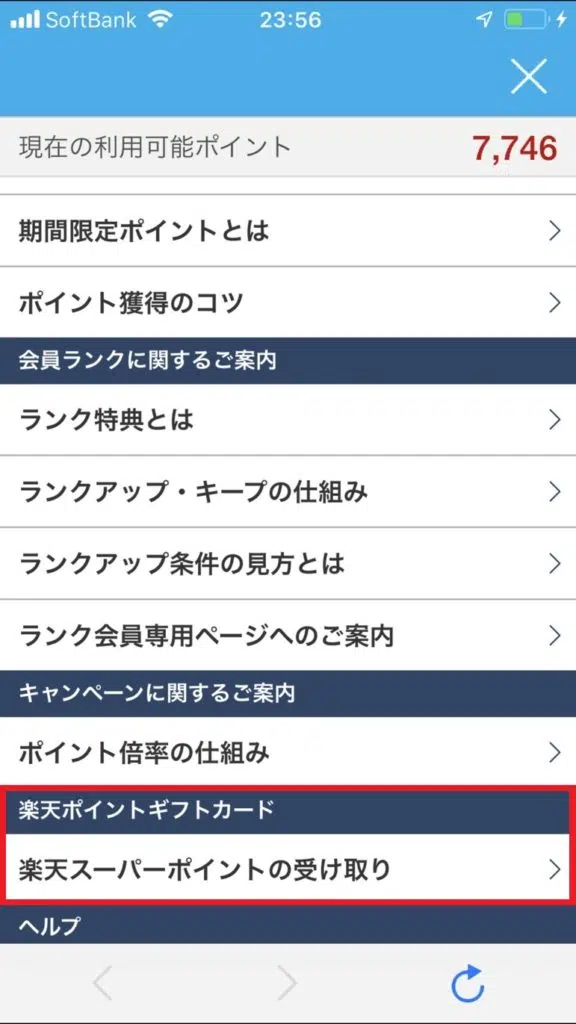 SoftBank 23:56
現在の利用可能ポイント 7,746
期間限定ポイントとは
ポイント獲得のコツ
会員ランクに関するご案内
ランク特典とは
ランクアップ・キープの仕組み
ランクアップ条件の見方とは
ランク会員専用ページへのご案内
キャンペーンに関するご案内
ポイント倍率の仕組み
楽天ポイントギフトカード
楽天スーパーポイントの受け取り
ヘルプ